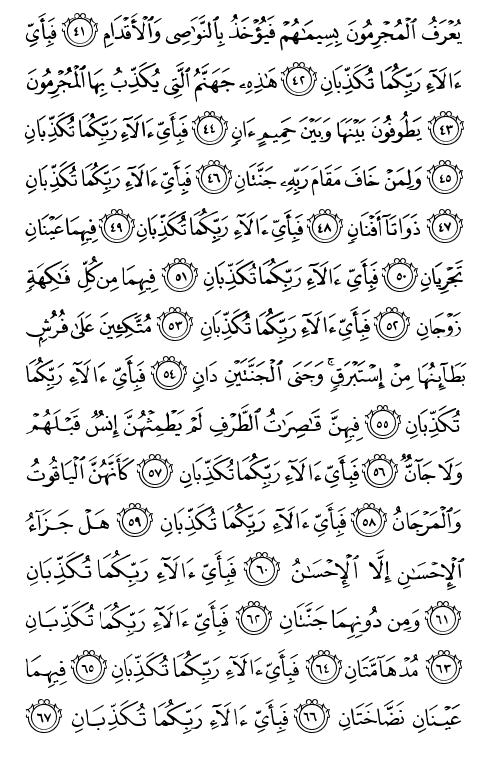 يُعْرَفُ ٱلْمُجْرِمُونَ بِسِيمَٰهُمْ فَيُؤْخَذُ بِٱلنَّوَٰصِى وَٱلْأَقْدَامِ ٤١ فَبِأَىِّ
ءَالَآءِ رَبِّكُمَا تُكَذِّبَانِ ٤٢ هَٰذِهِۦ جَهَنَّمُ ٱلَّتِى يُكَذِّبُ بِهَا ٱلْمُجْرِمُونَ
٤٣ يَطُوفُونَ بَيْنَهَا وَبَيْنَ حَمِيمٍ ءَانٍ ٤٤ فَبِأَىِّ ءَالَآءِ رَبِّكُمَا تُكَذِّبَانِ
٤٥ وَلِمَنْ خَافَ مَقَامَ رَبِّهِۦ جَنَّتَانِ ٤٦ فَبِأَىِّ ءَالَآءِ رَبِّكُمَا تُكَذِّبَانِ
٤٧ ذَوَاتَآ أَفْنَانٍ ٤٨ فَبِأَىِّ ءَالَآءِ رَبِّكُمَا تُكَذِّبَانِ ٤٩ فِيهِمَا عَيْنَانِ
تَجْرِيَانِ ٥٠ فَبِأَىِّ ءَالَآءِ رَبِّكُمَا تُكَذِّبَانِ ٥١ فِيهِمَا مِن كُلِّ فَٰكِهَةٍ
زَوْجَانِ ٥٢ فَبِأَىِّ ءَالَآءِ رَبِّكُمَا تُكَذِّبَانِ ٥٣ مُتَّكِـِٔينَ عَلَىٰ فُرُشٍۭ
بَطَآئِنُهَا مِنْ إِسْتَبْرَقٍ ۚ وَجَنَى ٱلْجَنَّتَيْنِ دَانٍ ٥٤ فَبِأَىِّ ءَالَآءِ رَبِّكُمَا
تُكَذِّبَانِ ٥٥ فِيهِنَّ قَٰصِرَٰتُ ٱلطَّرْفِ لَمْ يَطْمِثْهُنَّ إِنسٌ قَبْلَهُمْ
وَلَا جَآنٌّ ٥٦ فَبِأَىِّ ءَالَآءِ رَبِّكُمَا تُكَذِّبَانِ ٥٧ كَأَنَّهُنَّ ٱلْيَاقُوتُ
وَٱلْمَرْجَانُ ٥٨ فَبِأَىِّ ءَالَآءِ رَبِّكُمَا تُكَذِّبَانِ ٥٩ هَلْ جَزَآءُ
ٱلْإِحْسَٰنِ إِلَّا ٱلْإِحْسَٰنُ ٦٠ فَبِأَىِّ ءَالَآءِ رَبِّكُمَا تُكَذِّبَانِ
٦١ وَمِن دُونِهِمَا جَنَّتَانِ ٦٢ فَبِأَىِّ ءَالَآءِ رَبِّكُمَا تُكَذِّبَانِ
٦٣ مُدْهَآمَّتَانِ ٦٤ فَبِأَىِّ ءَالَآءِ رَبِّكُمَا تُكَذِّبَانِ ٦٥ فِيهِمَا
عَيْنَانِ نَضَّاخَتَانِ ٦٦ فَبِأَىِّ ءَالَآءِ رَبِّكُمَا تُكَذِّبَانِ ٦٧